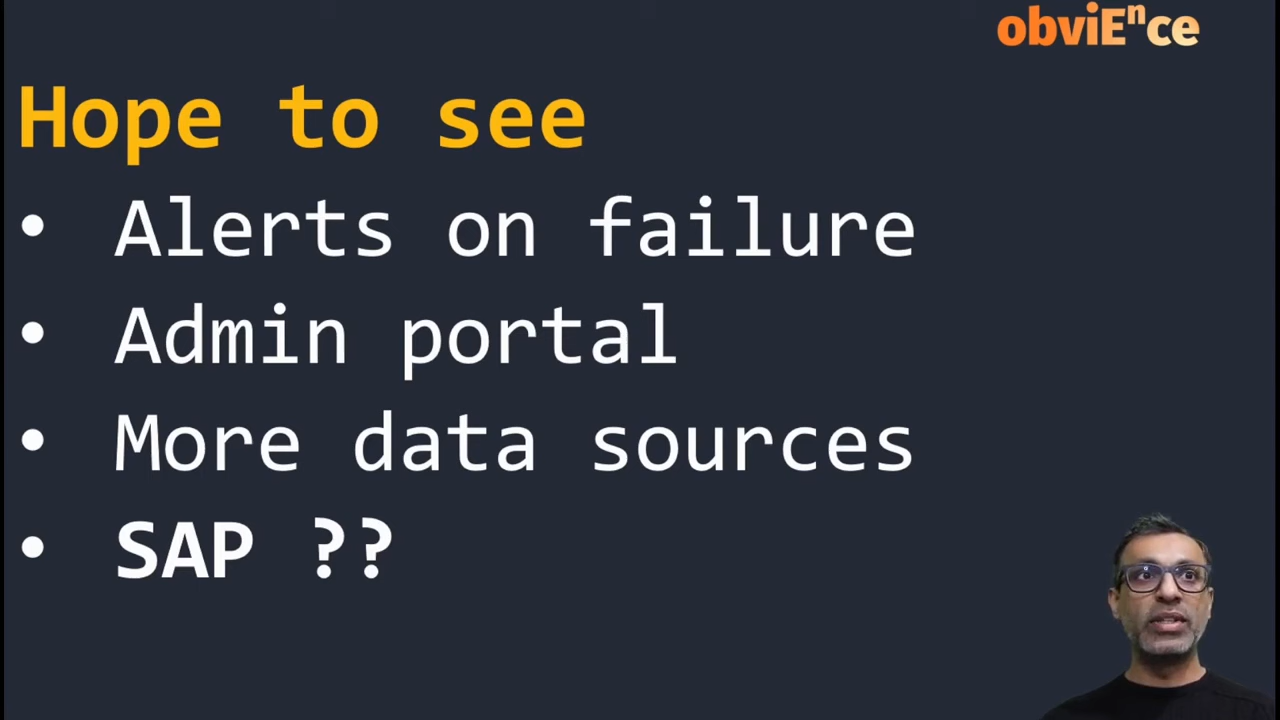 obviEnce
Hope to see
• Alerts on failure
• Admin portal
• More data sources
• SAP ??